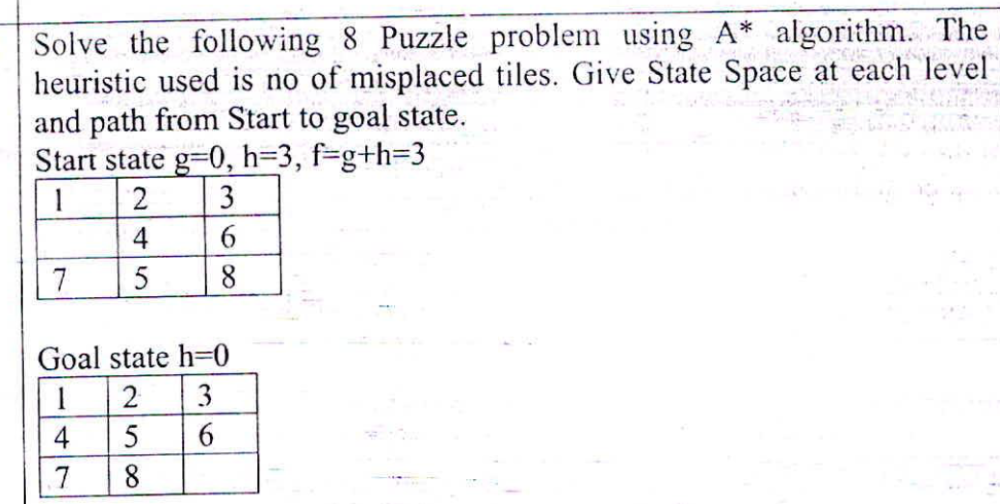 Solve the following 8 Puzzle problem using A* algorithm. The
heuristic used is no of misplaced tiles. Give State Space at each level
and path from Start to goal state.
Start state g=0, h=3, f=g+h=3
1 2 3
4 6
7 5 8
Goal state h=0
1 2 3
4 5 6
7 8